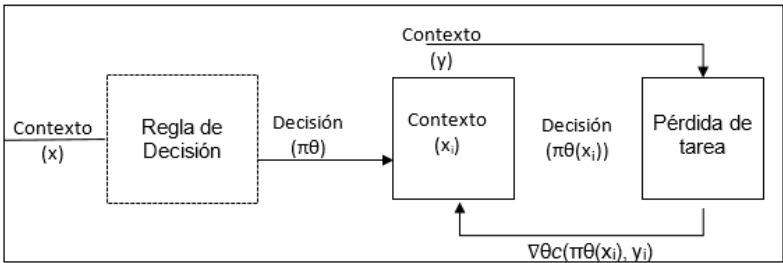 Contexto
(x)
Regla de
Decisión
Decisión
(πθ)
Contexto
(y)
Contexto
(xᵢ)
Decisión
(πθ(xᵢ))
Pérdida de
tarea
∇θc(πθ(xᵢ), yᵢ)